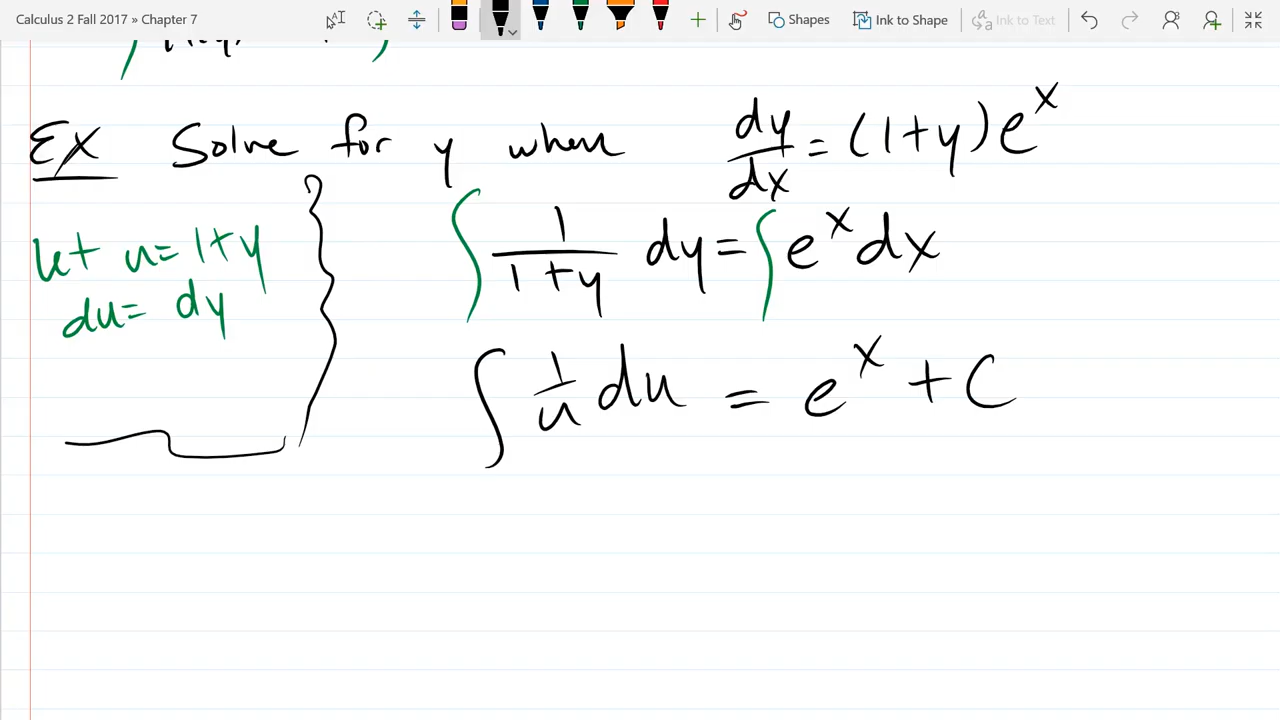 Calculus 2 Fall 2017 » Chapter 7
Shapes
Ink to Shape
Ink to Text
EX Solve for y when dy/dx = (1+y)e^x
let u = 1+y
du = dy
∫ 1/(1+y) dy = ∫ e^x dx
∫ 1/u du = e^x + C